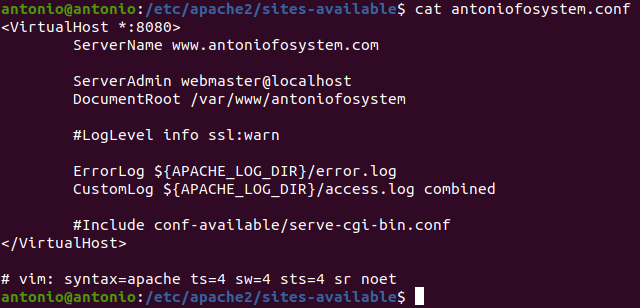 antonio@antonio:/etc/apache2/sites-available$ cat antoniofosystem.conf
<VirtualHost *:8080>
ServerName www.antoniofosystem.com
ServerAdmin webmaster@localhost
DocumentRoot /var/www/antoniofosystem
#LogLevel info ssl:warn
ErrorLog ${APACHE_LOG_DIR}/error.log
CustomLog ${APACHE_LOG_DIR}/access.log combined
#Include conf-available/serve-cgi-bin.conf
</VirtualHost>
# vim: syntax=apache ts=4 sw=4 sts=4 sr noet
antonio@antonio:/etc/apache2/sites-available$